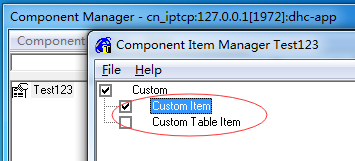 Component Manager - cn_iptcp:127.0.0.1[1972]:dhc-app
Component
Component Item Manager Test123
File Help
Test123
Custom
Custom Item
Custom Table Item